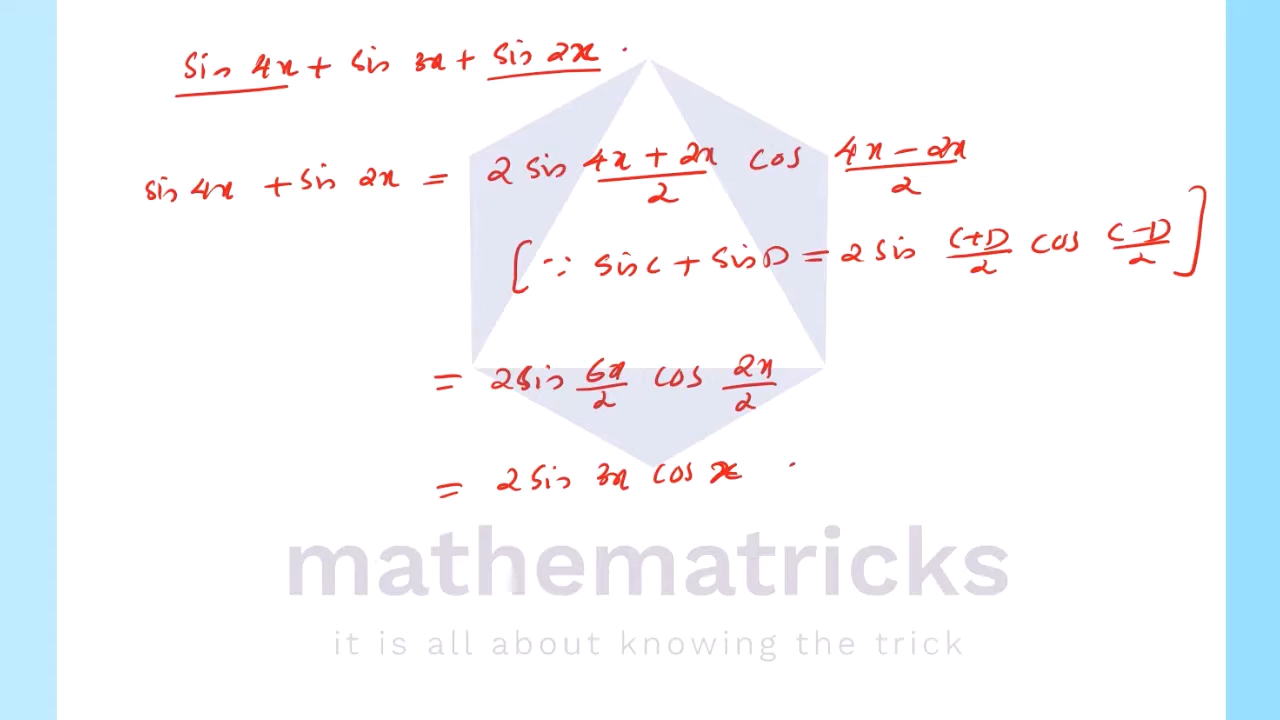 sin 4x + sin 3x + sin 2x .
sin 4x + sin 2x = 2 sin (4x + 2x)/2 cos (4x - 2x)/2
[∵ sin C + sin D = 2 sin (C+D)/2 cos (C-D)/2]
= 2 sin 6x/2 cos 2x/2
= 2 sin 3x cos x .
mathematricks
it is all about knowing the trick